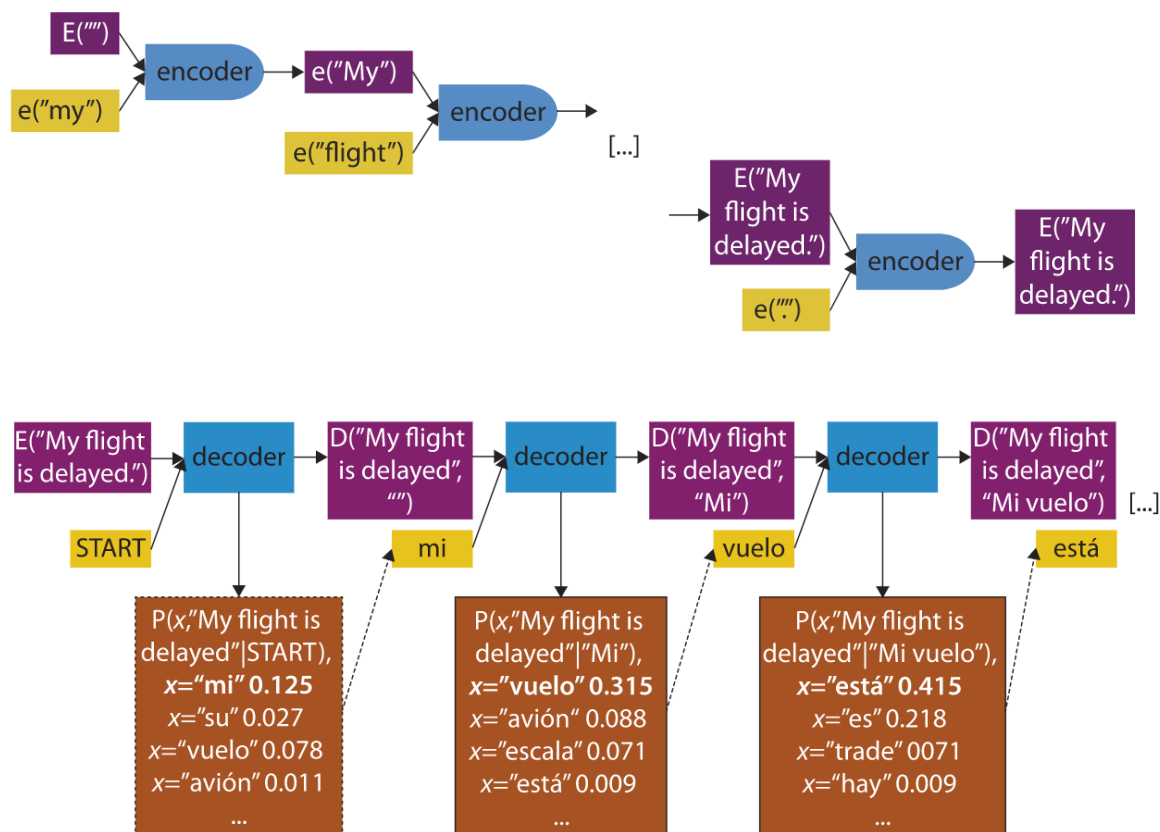 E("")
e("my")
encoder
e("My")
e("flight")
encoder
[...]
E("My
flight is
delayed.")
e(".")
encoder
E("My
flight is
delayed.")
E("My flight
is delayed.")
START
decoder
D("My flight
is delayed",
"")
mi
decoder
D("My flight
is delayed",
"Mi")
vuelo
decoder
D("My flight
is delayed",
"Mi vuelo")
está
[...]
P(x,"My flight is
delayed"|START),
x="mi" 0.125
x="su" 0.027
x="vuelo" 0.078
x="avión" 0.011
...
P(x,"My flight is
delayed"|"Mi"),
x="vuelo" 0.315
x="avión" 0.088
x="escala" 0.071
x="está" 0.009
...
P(x,"My flight is
delayed"|"Mi vuelo"),
x="está" 0.415
x="es" 0.218
x="trade" 0071
x="hay" 0.009
...